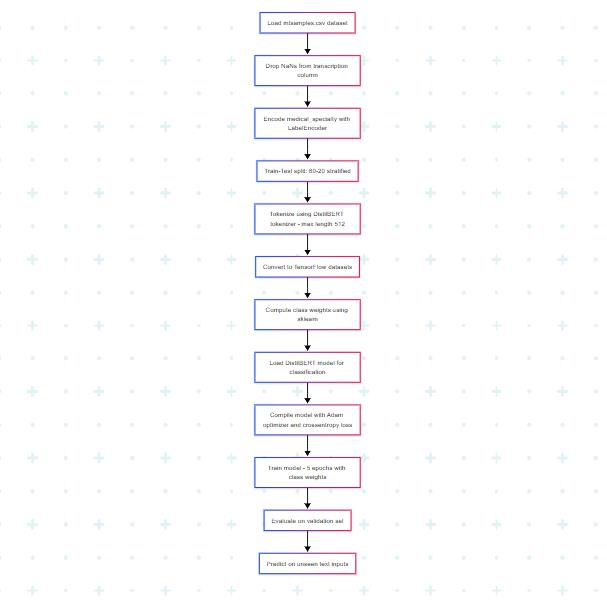 Load mtsamples.csv dataset
Drop NaNs from transcription
column
Encode medical_specialty with
LabelEncoder
Train-Test split: 80-20 stratified
Tokenize using DistilBERT
tokenizer - max length 512
Convert to TensorFlow datasets
Compute class weights using
sklearn
Load DistilBERT model for
classification
Compile model with Adam
optimizer and crossentropy loss
Train model - 5 epochs with
class weights
Evaluate on validation set
Predict on unseen text inputs